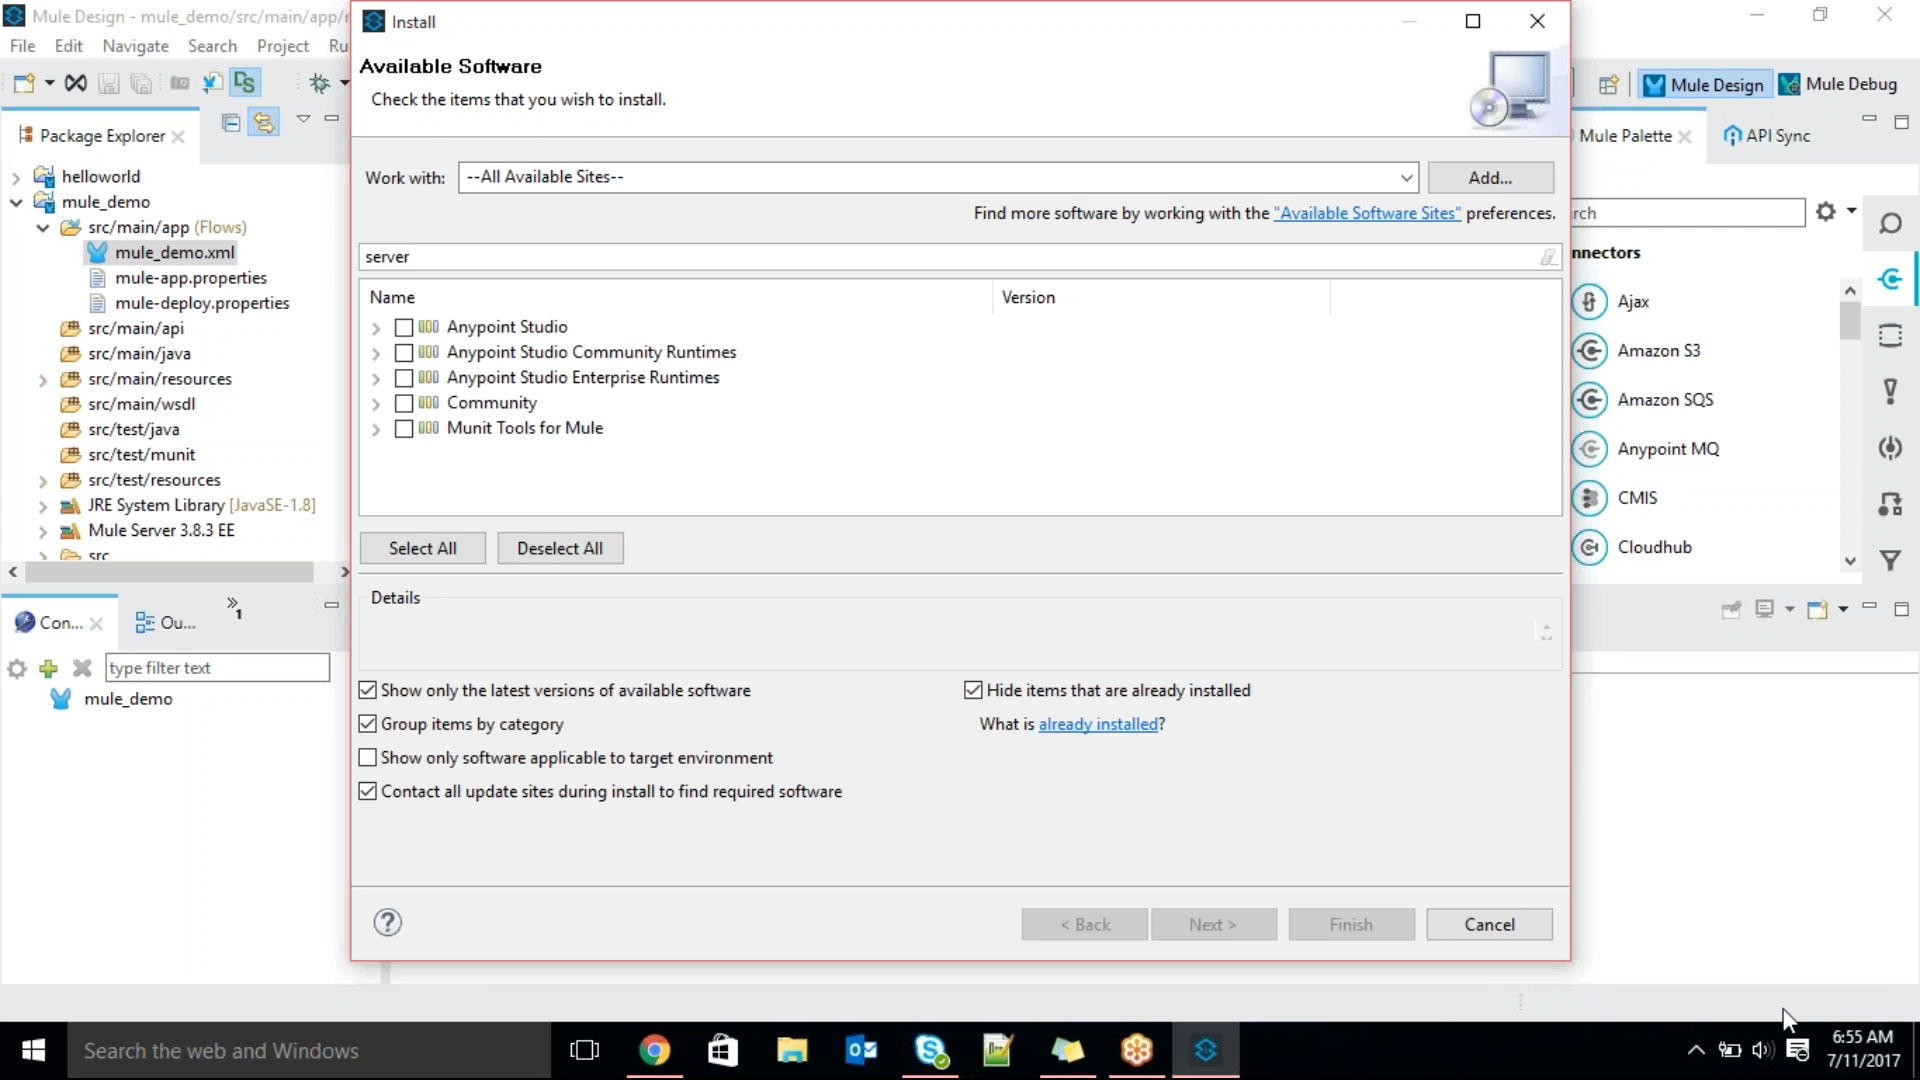 Mule Design - mule_demo/src/main/app/
File Edit Navigate Search Project Ru
Mule Design
Mule Debug
Package Explorer
helloworld
mule_demo
src/main/app (Flows)
mule_demo.xml
mule-app.properties
mule-deploy.properties
src/main/api
src/main/java
src/main/resources
src/main/wsdl
src/test/java
src/test/munit
src/test/resources
JRE System Library [JavaSE-1.8]
Mule Server 3.8.3 EE
src
Con...
Ou...
1
type filter text
mule_demo
Install
Available Software
Check the items that you wish to install.
Work with: --All Available Sites-- Add...
Find more software by working with the "Available Software Sites" preferences.
server
Name Version
Anypoint Studio
Anypoint Studio Community Runtimes
Anypoint Studio Enterprise Runtimes
Community
Munit Tools for Mule
Select All Deselect All
Details
Show only the latest versions of available software
Hide items that are already installed
Group items by category
What is already installed?
Show only software applicable to target environment
Contact all update sites during install to find required software
< Back Next > Finish Cancel
Mule Palette
API Sync
rch
nnectors
Ajax
Amazon S3
Amazon SQS
Anypoint MQ
CMIS
Cloudhub
Search the web and Windows
6:55 AM
7/11/2017